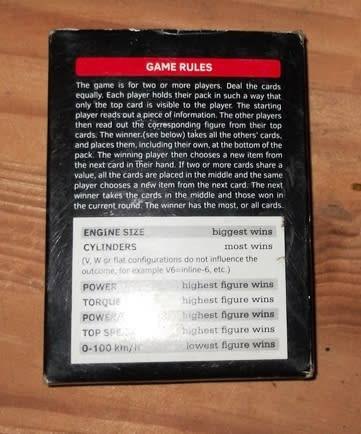 GAME RULES
The game is for two or more players. Deal the cards
equally. Each player holds their pack in such a way that
only the top card is visible to the player. The starting
player reads out a piece of information. The other players
then read out the corresponding figure from their top
cards. The winner (see below) takes all the others' cards,
and places them, including their own, at the bottom of the
pack. The winning player then chooses a new item from
the next card in their hand. If two or more cards share a
value, all the cards are placed in the middle and the same
player chooses a new item from the next card. The next
winner takes the cards in the middle and those won in
the current round. The winner has the most, or all cards.
ENGINE SIZE biggest wins
CYLINDERS most wins
(V, W or flat configurations do not influence the
outcome, for example V6=inline-6, etc.)
POWER highest figure wins
TORQUE highest figure wins
POWER/ highest figure wins
TOP highest figure wins
0-100 km/h lowest figure wins